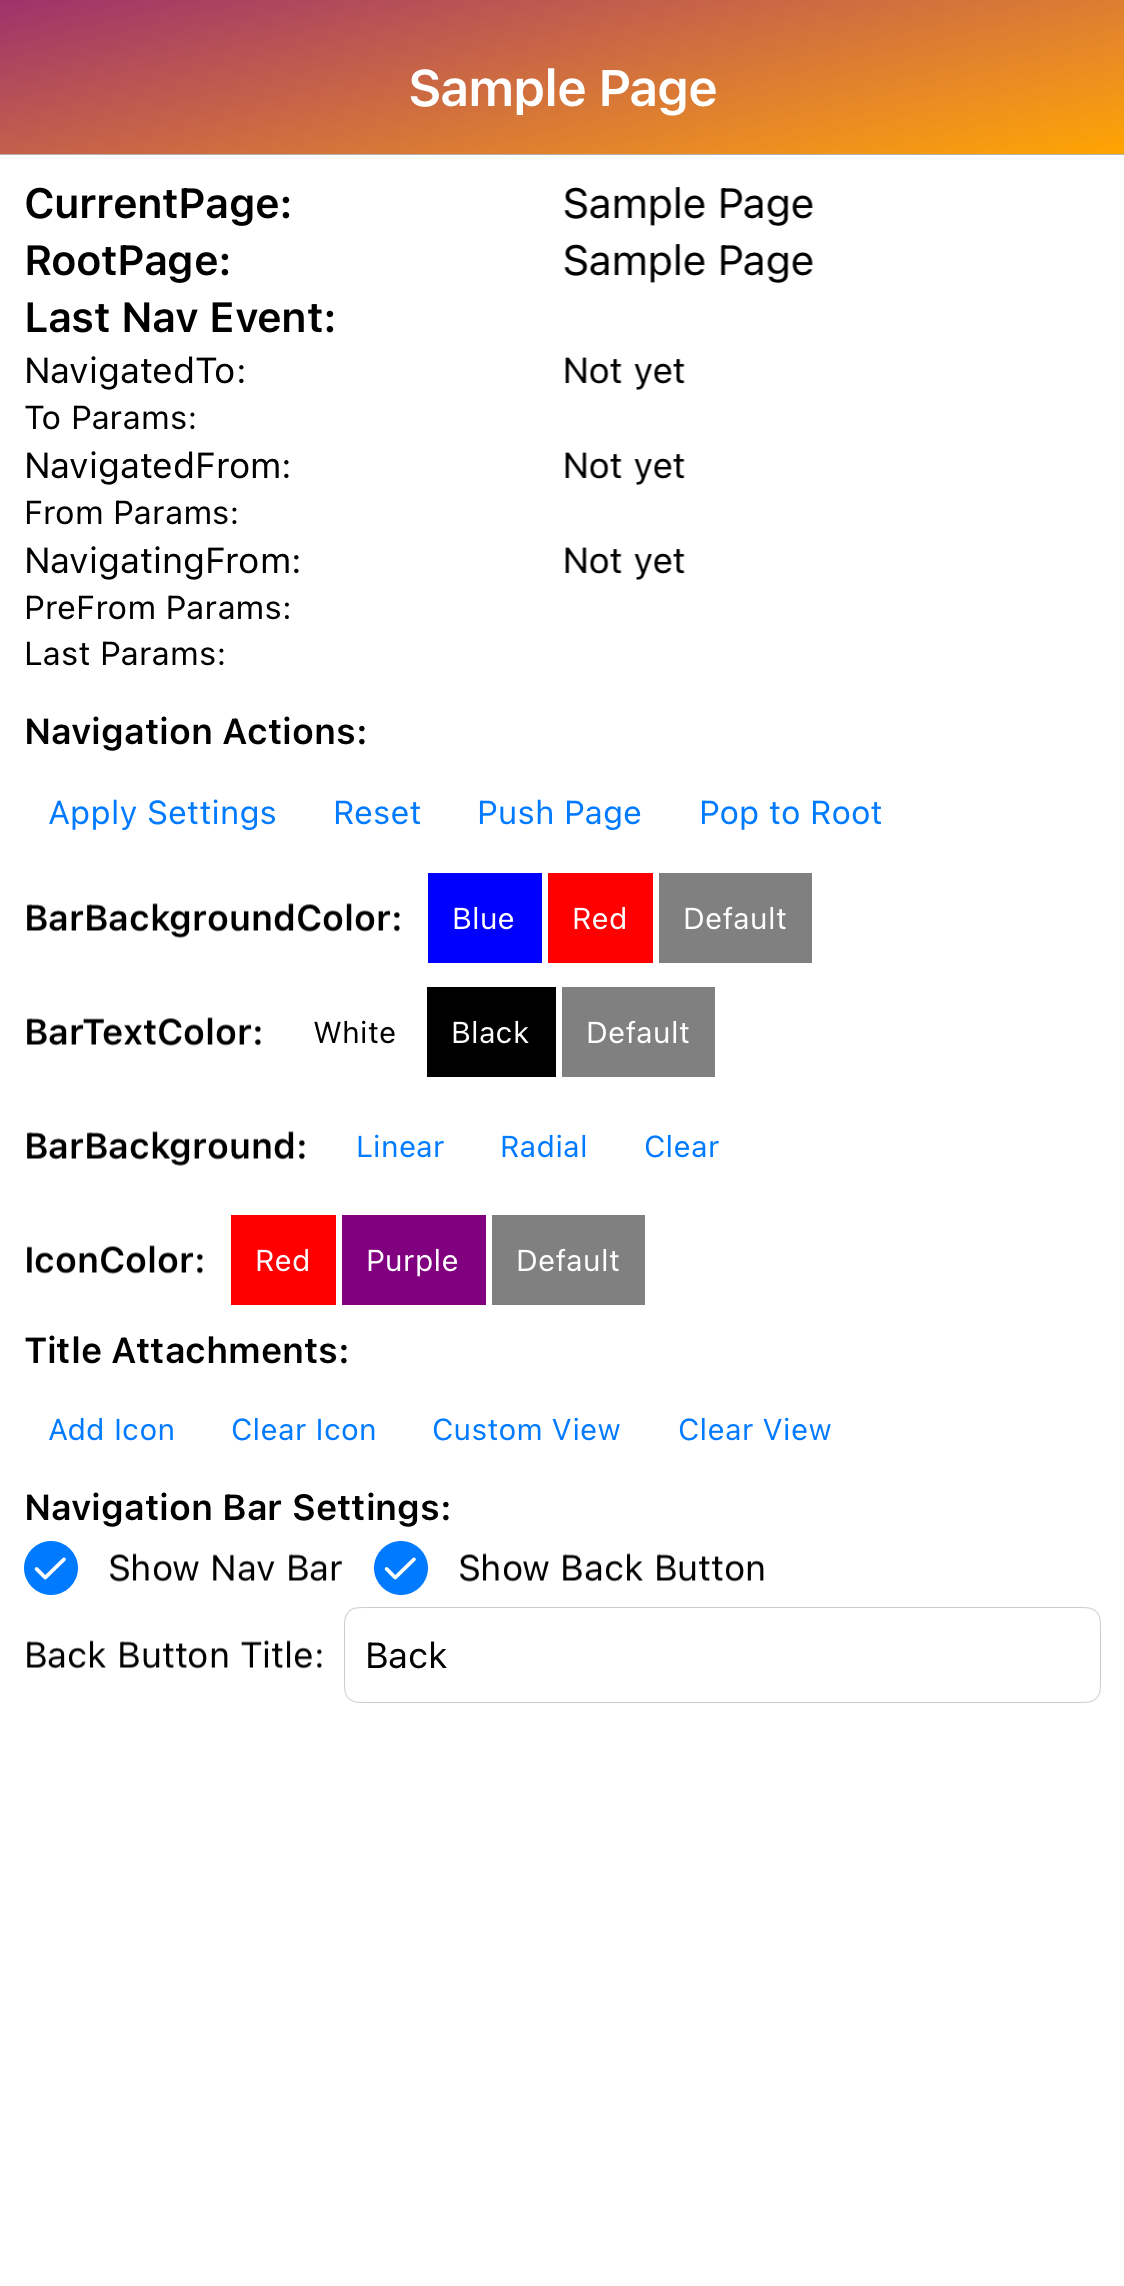 Sample Page
CurrentPage: Sample Page
RootPage: Sample Page
Last Nav Event:
NavigatedTo: Not yet
To Params:
NavigatedFrom: Not yet
From Params:
NavigatingFrom: Not yet
PreFrom Params:
Last Params:
Navigation Actions:
Apply Settings Reset Push Page Pop to Root
BarBackgroundColor: Blue Red Default
BarTextColor: White Black Default
BarBackground: Linear Radial Clear
IconColor: Red Purple Default
Title Attachments:
Add Icon Clear Icon Custom View Clear View
Navigation Bar Settings:
Show Nav Bar Show Back Button
Back Button Title: Back